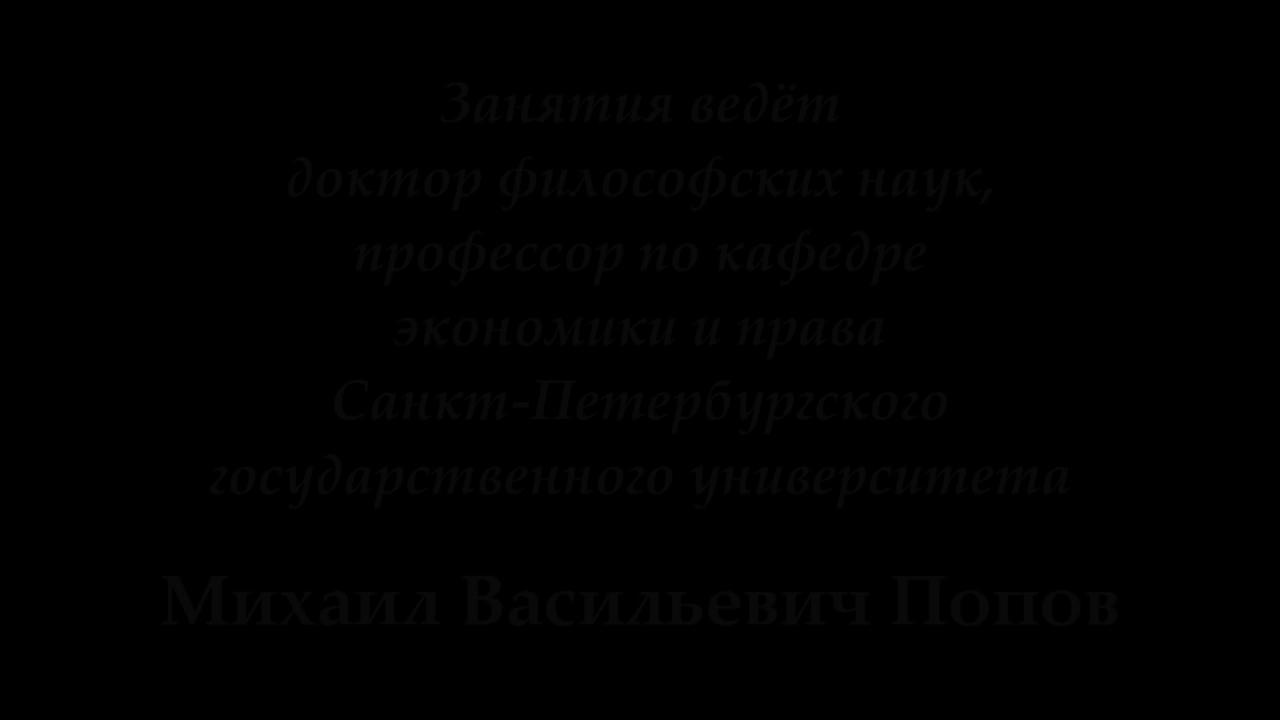 Занятия ведёт
доктор философских наук,
профессор по кафедре
экономики и права
Санкт-Петербургского
государственного университета
Михаил Васильевич Попов